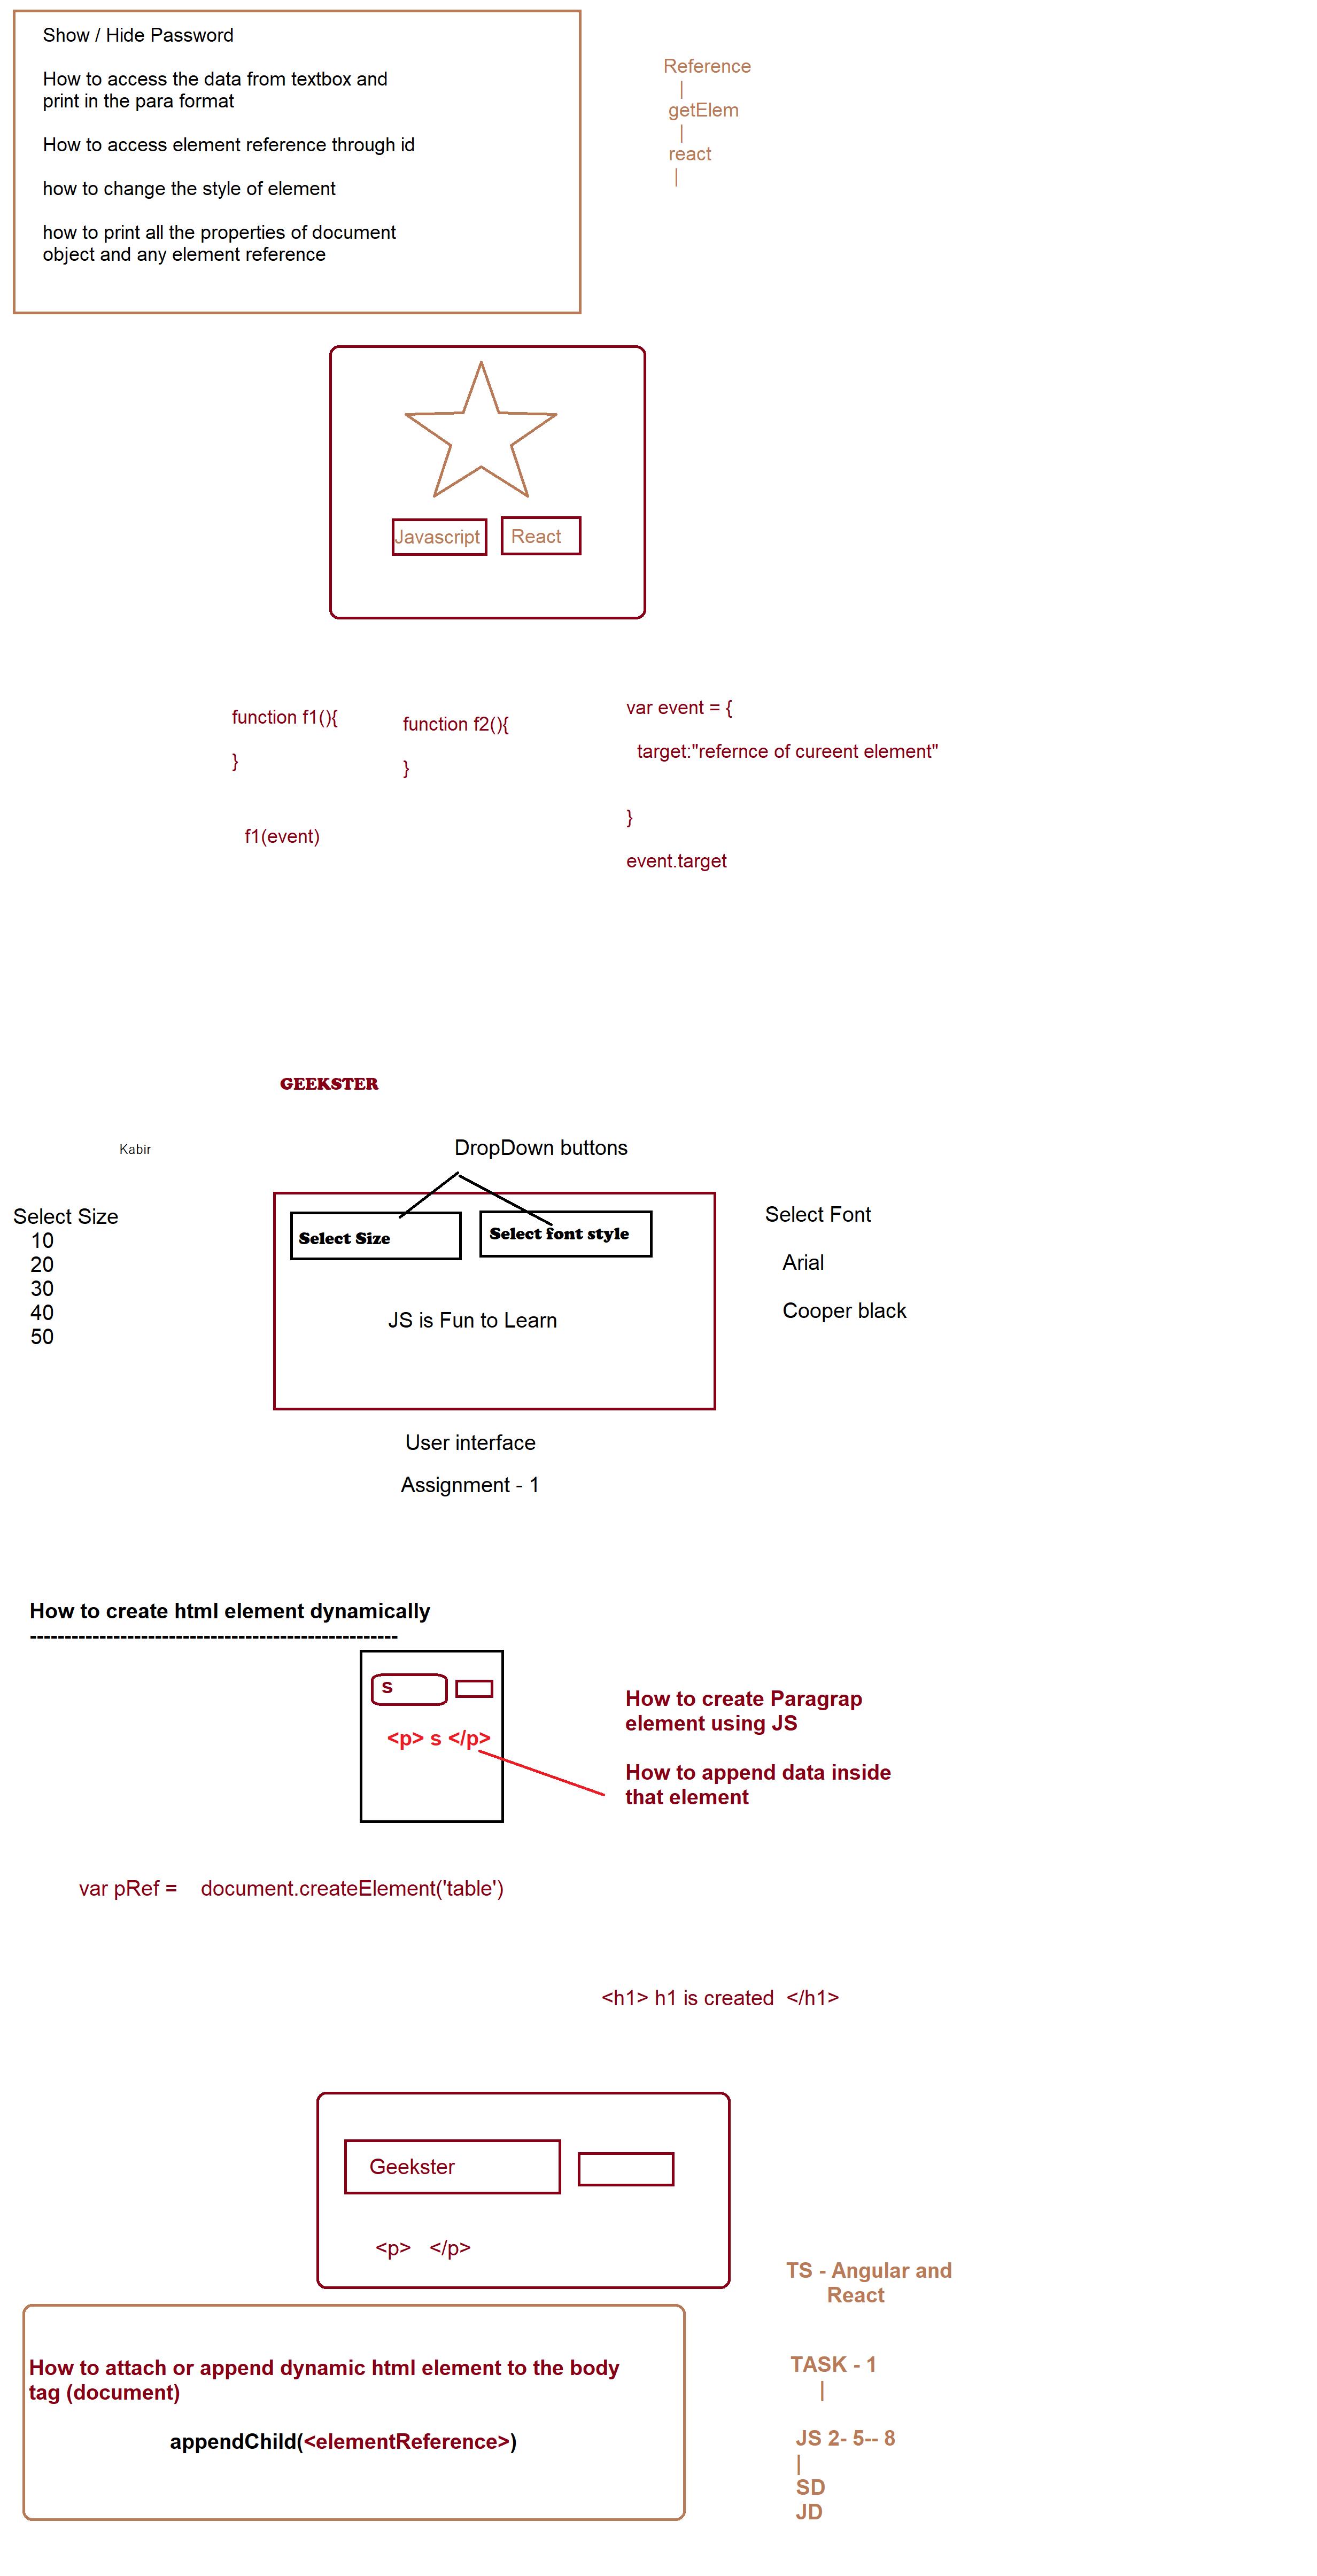 Show / Hide Password
How to access the data from textbox and
print in the para format
How to access element reference through id
how to change the style of element
how to print all the properties of document
object and any element reference
Reference
|
getElem
|
react
|
Javascript
React
function f1(){
}
f1(event)
function f2(){
}
var event = {
target:"refernce of cureent element"
}
event.target
GEEKSTER
Kabir
DropDown buttons
Select Size
10
20
30
40
50
Select Size
Select font style
JS is Fun to Learn
Select Font
Arial
Cooper black
User interface
Assignment - 1
How to create html element dynamically
-----------------------------------------------------
s
<p> s </p>
How to create Paragrap
element using JS
How to append data inside
that element
var pRef = document.createElement('table')
<h1> h1 is created </h1>
Geekster
<p> </p>
TS - Angular and
React
How to attach or append dynamic html element to the body
tag (document)
appendChild(<elementReference>)
TASK - 1
|
JS 2- 5-- 8
|
SD
JD